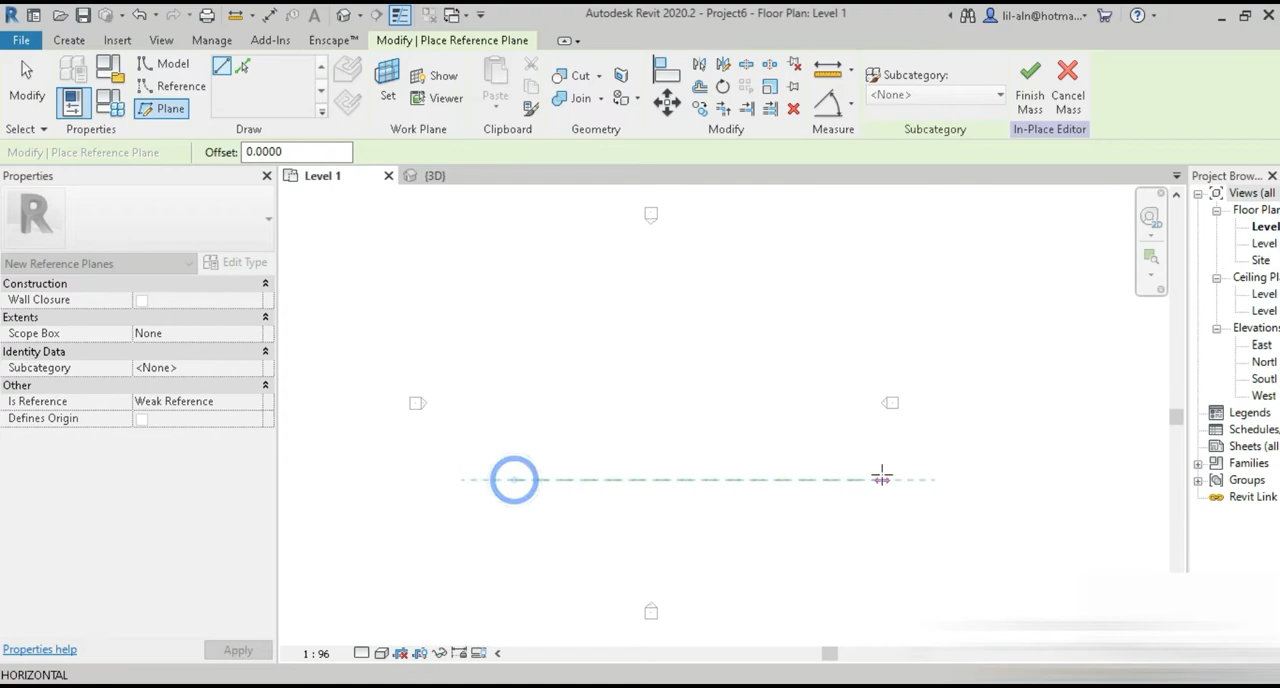 Autodesk Revit 2020.2 - Project6 - Floor Plan: Level 1
lil-aln@hotma...
File
Create
Insert
View
Manage
Add-Ins
Enscape™
Modify | Place Reference Plane
Modify
Model
Reference
Plane
Set
Show
Viewer
Paste
Cut
Join
Subcategory:
<None>
Finish
Mass
Cancel
Mass
Select
Properties
Draw
Work Plane
Clipboard
Geometry
Modify
Measure
Subcategory
In-Place Editor
Modify | Place Reference Plane
Offset: 0.0000
Properties
Level 1
{3D}
Project Brow...
New Reference Planes
Edit Type
Construction
Wall Closure
Extents
Scope Box None
Identity Data
Subcategory <None>
Other
Is Reference Weak Reference
Defines Origin
2D
Views (all
Floor Plan
Level
Level
Site
Ceiling Pl
Level
Level
Elevations
East
Nortl
Soutl
West
Legends
Schedules,
Sheets (all
Families
Groups
Revit Link
Properties help
Apply
1 : 96
HORIZONTAL